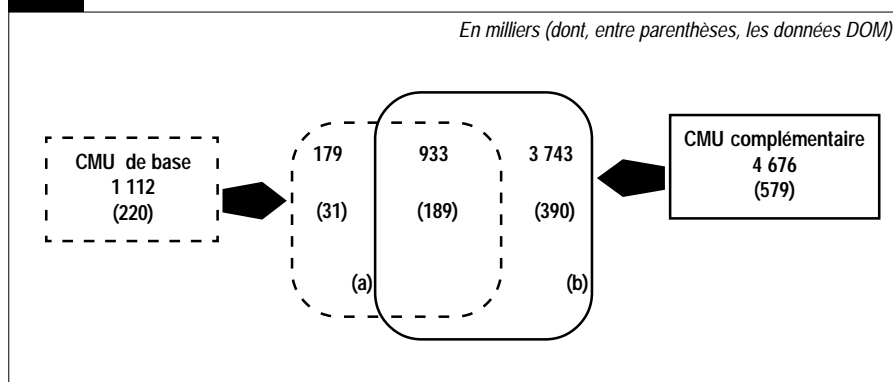 En milliers (dont, entre parenthèses, les données DOM)
CMU de base
1 112
(220)
179
933
3 743
(31)
(189)
(390)
(a)
(b)
CMU complémentaire
4 676
(579)